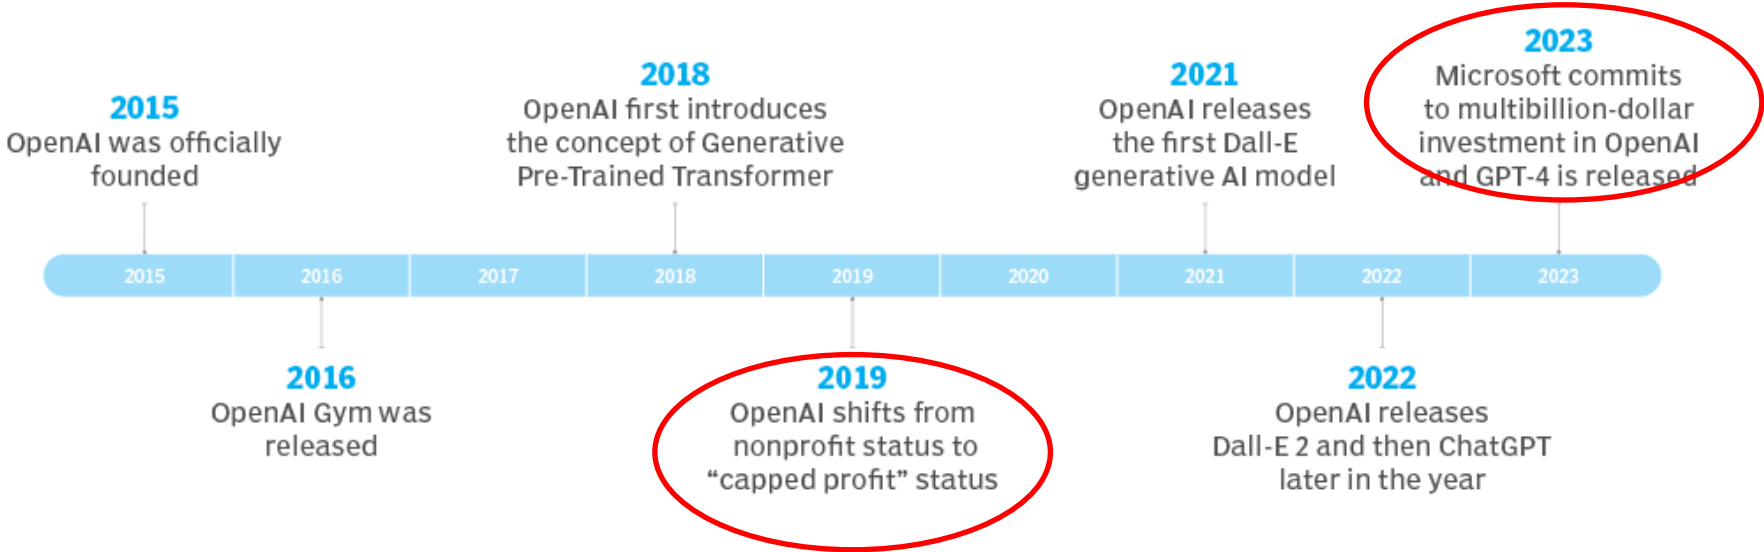 2015
OpenAI was officially
founded
2018
OpenAI first introduces
the concept of Generative
Pre-Trained Transformer
2021
OpenAI releases
the first Dall-E
generative AI model
2023
Microsoft commits
to multibillion-dollar
investment in OpenAI
and GPT-4 is released
2015 2016 2017 2018 2019 2020 2021 2022 2023
2016
OpenAI Gym was
released
2019
OpenAI shifts from
nonprofit status to
“capped profit” status
2022
OpenAI releases
Dall-E 2 and then ChatGPT
later in the year